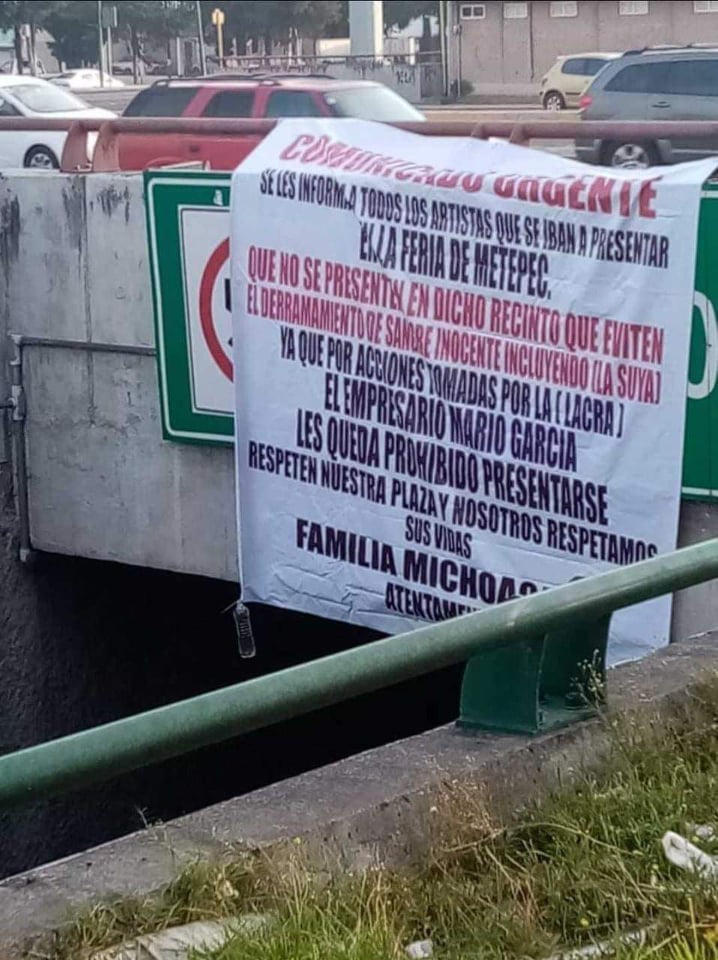 COMUNICADO URGENTE
SE LES INFORMA TODOS LOS ARTISTAS QUE SE IBAN A PRESENTAR
EN LA FERIA DE METEPEC.
QUE NO SE PRESENTEN EN DICHO RECINTO QUE EVITEN
EL DERRAMAMIENTO DE SANGRE INOCENTE INCLUYENDO (LA SUYA)
YA QUE POR ACCIONES TOMADAS POR LA (LACRA)
EL EMPRESARIO MARIO GARCIA
LES QUEDA PROHIBIDO PRESENTARSE
RESPETEN NUESTRA PLAZA Y NOSOTROS RESPETAMOS
SUS VIDAS
FAMILIA